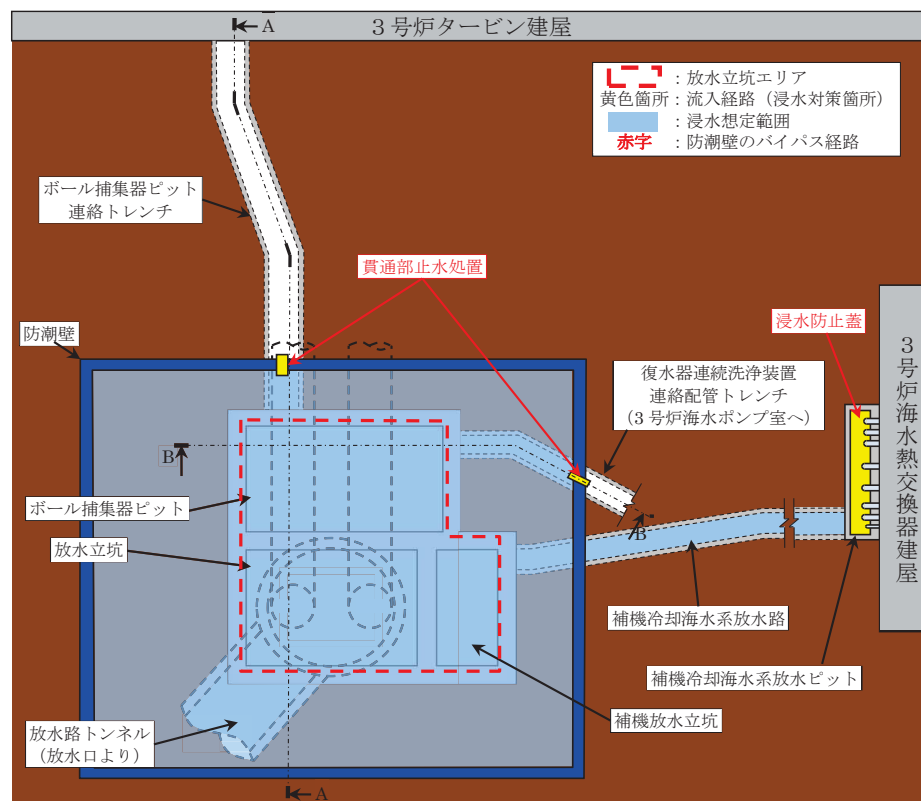 A
３号炉タービン建屋
：放水立坑エリア
黄色箇所：流入経路（浸水対策箇所）
：浸水想定範囲
赤字：防潮壁のバイパス経路
ボール捕集器ピット
連絡トレンチ
貫通部止水処置
浸水防止蓋
防潮壁
復水器連続洗浄装置
連絡配管トレンチ
（３号炉海水ポンプ室へ）
３号炉海水熱交換器建屋
B
ボール捕集器ピット
B
放水立坑
補機冷却海水系放水路
補機冷却海水系放水ピット
補機放水立坑
放水路トンネル
（放水口より）
A